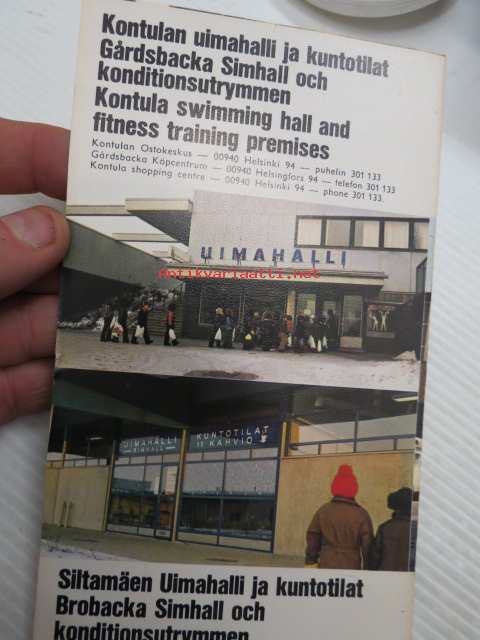 Kontulan uimahalli ja kuntotilat
Gårdsbacka Simhall och
konditionsutrymmen
Kontula swimming hall and
fitness training premises
Kontulan Ostokeskus — 00940 Helsinki 94 — puhelin 301 133
Gårdsbacka Köpcentrum — 00940 Helsingfors 94 — telefon 301 133
Kontula shopping centre — 00940 Helsinki 94 — phone 301 133.
UIMAHALLI
antikvariaatti.net
UIMAHALLI
SIMHALL
KUNTOTILAT
KAHVIO
Siltamäen Uimahalli ja kuntotilat
Brobacka Simhall och
konditionsutrymmen